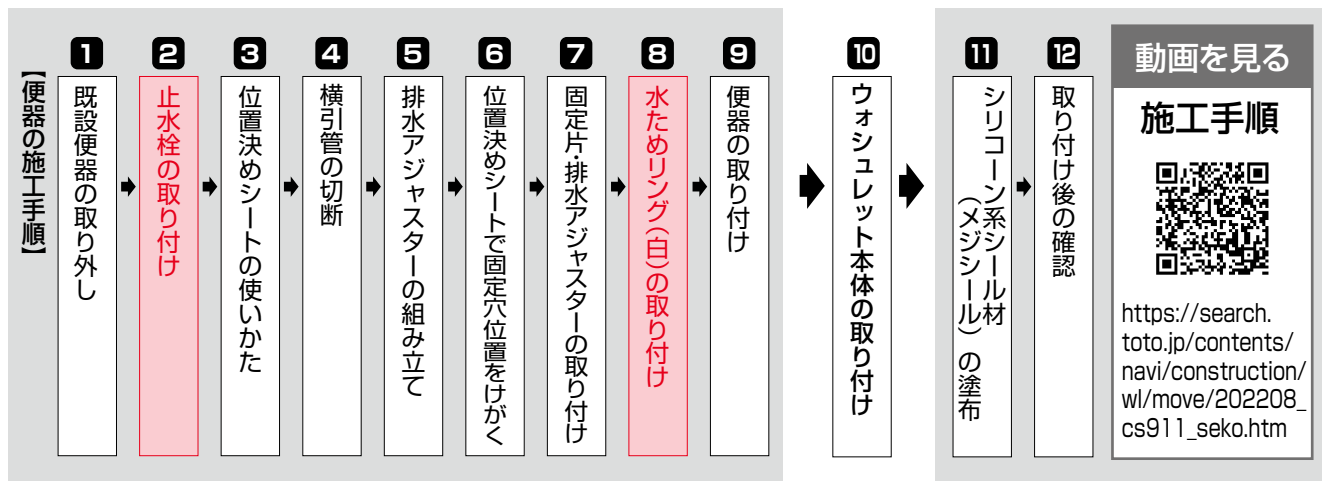 【便器の施工手順】
1
既設便器の取り外し
2
止水栓の取り付け
3
位置決めシートの使いかた
4
横引管の切断
5
排水アジャスターの組み立て
6
位置決めシートで固定穴位置をけがく
7
固定片・排水アジャスターの取り付け
8
水ためリング(白)の取り付け
9
便器の取り付け
10
ウォシュレット本体の取り付け
11
シリコーン系シール材
(メジシール)の塗布
12
取り付け後の確認
動画を見る
施工手順
https://search.
toto.jp/contents/
navi/construction/
wl/move/202208_
cs911_seko.htm